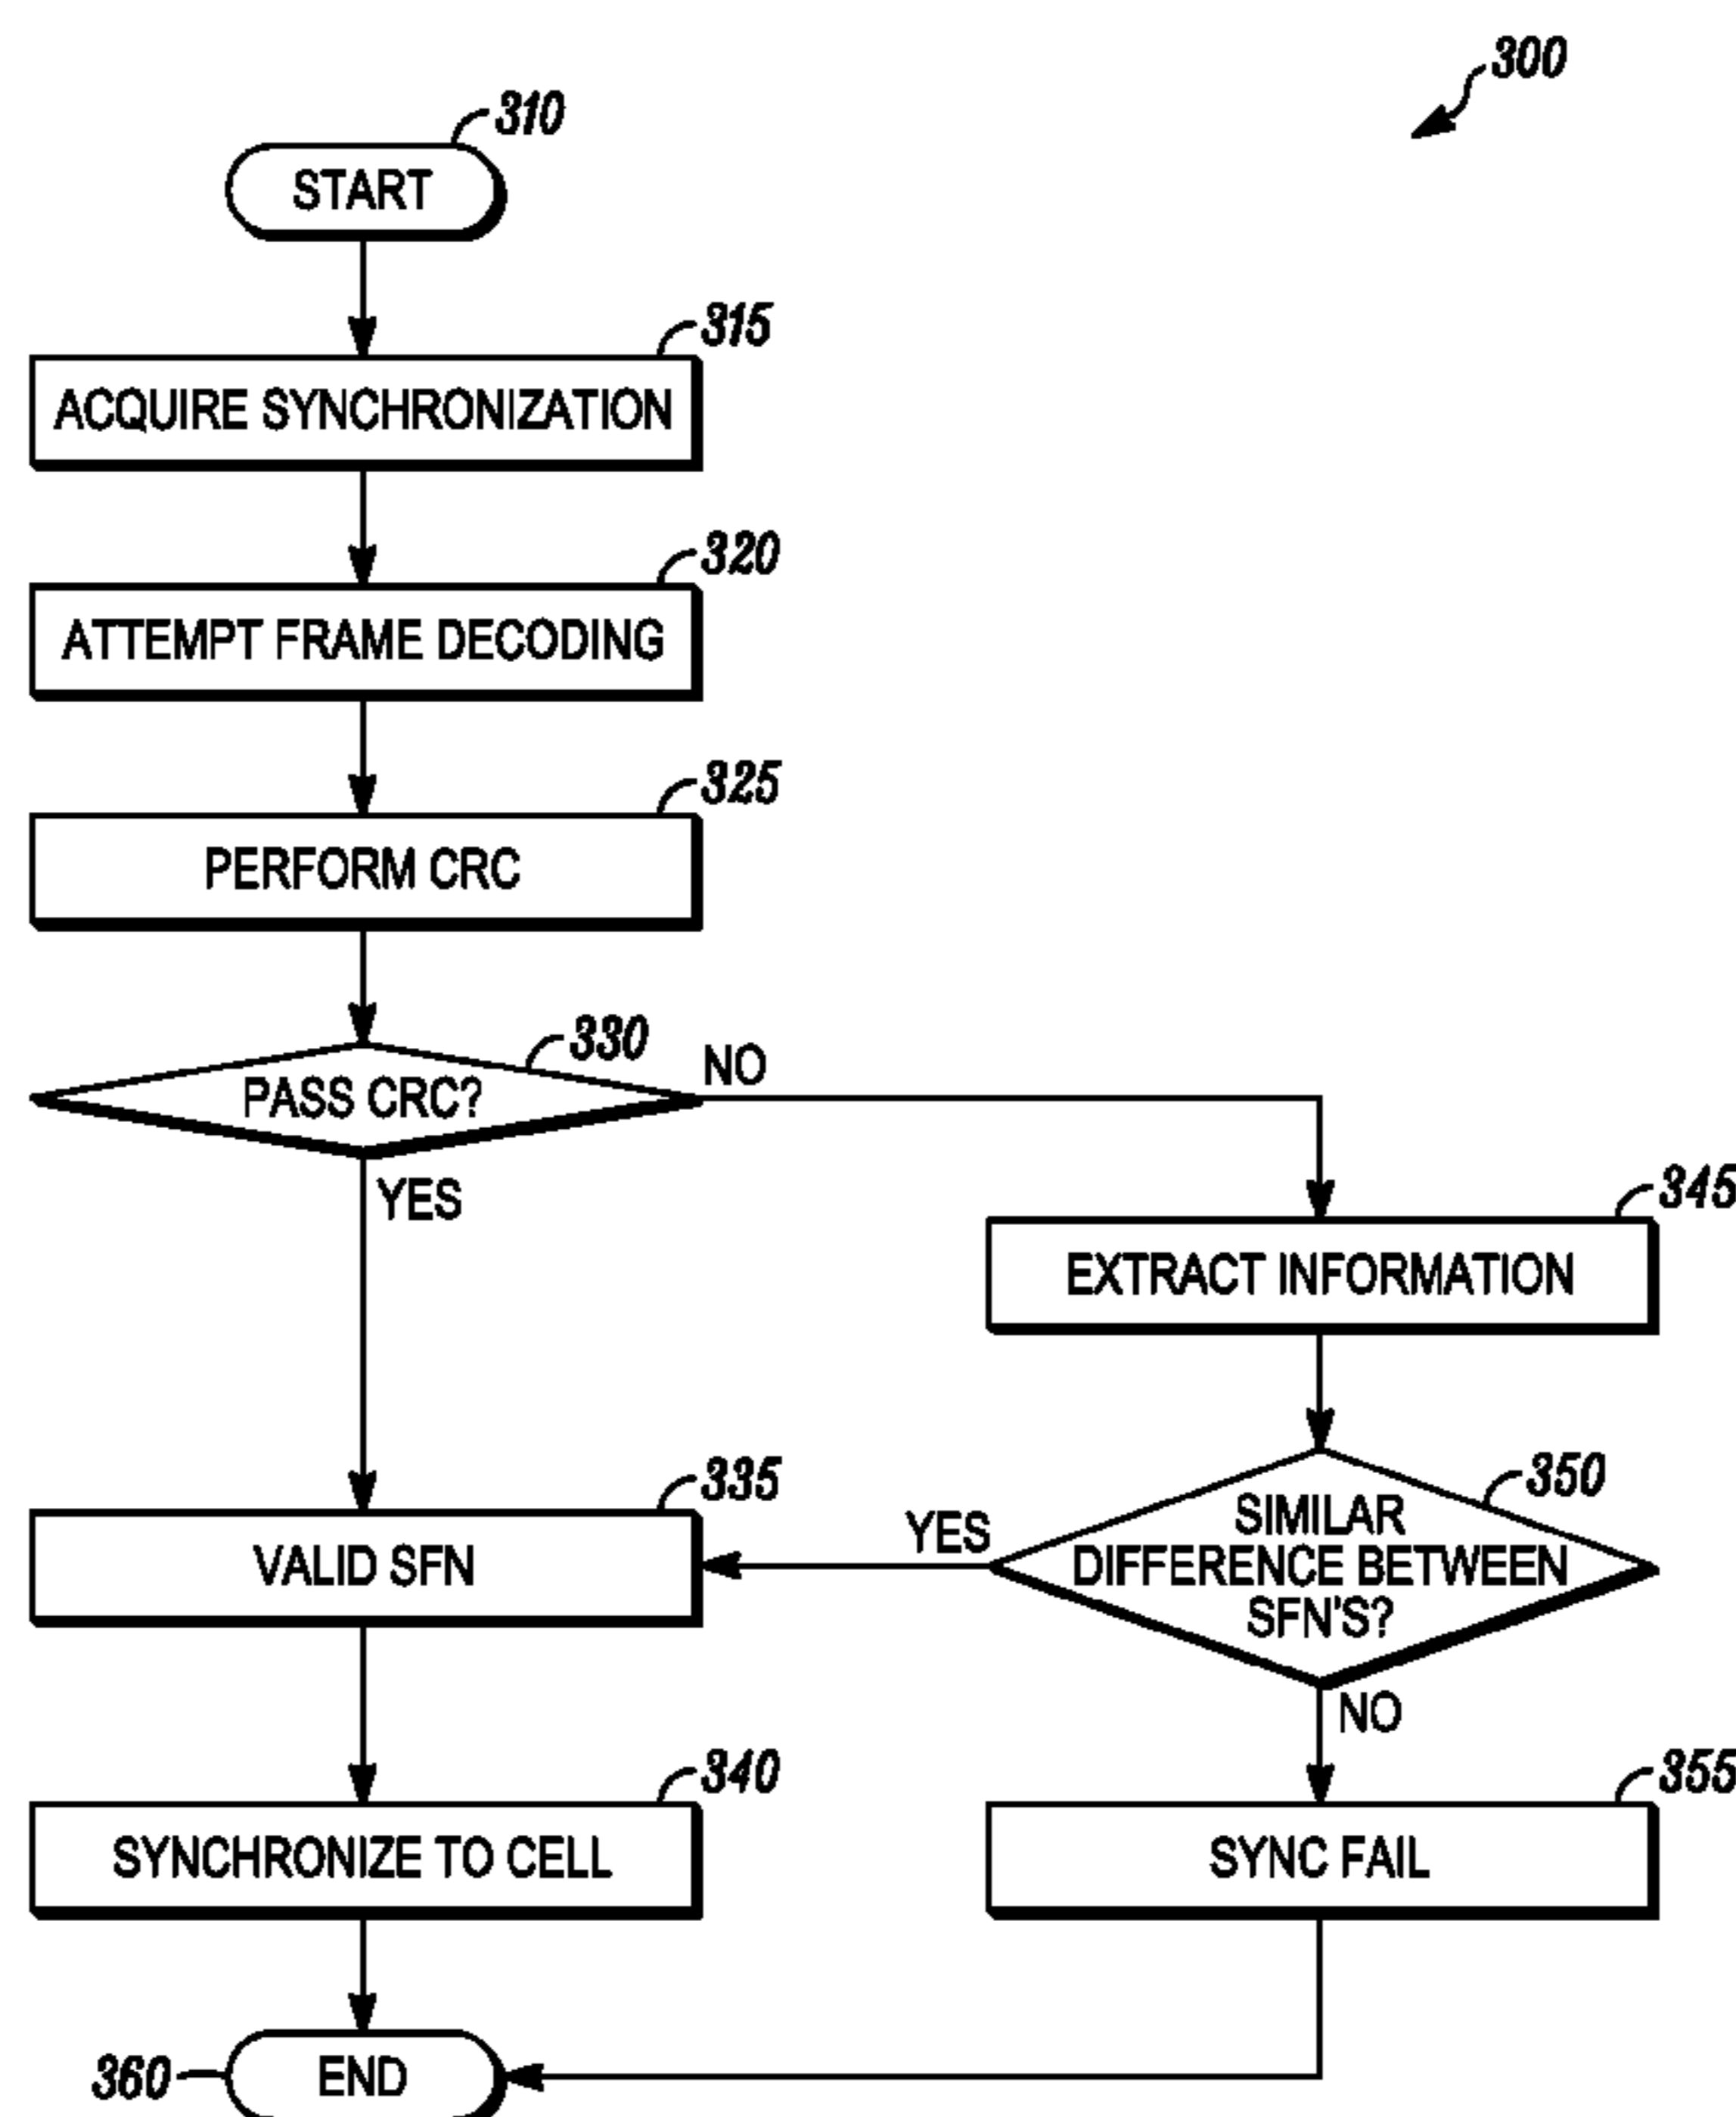 300
310
START
315
ACQUIRE SYNCHRONIZATION
320
ATTEMPT FRAME DECODING
325
PERFORM CRC
330
PASS CRC?
NO
YES
345
EXTRACT INFORMATION
335
VALID SFN
YES
350
SIMILAR
DIFFERENCE BETWEEN
SFN'S?
NO
340
SYNCHRONIZE TO CELL
355
SYNC FAIL
360
END